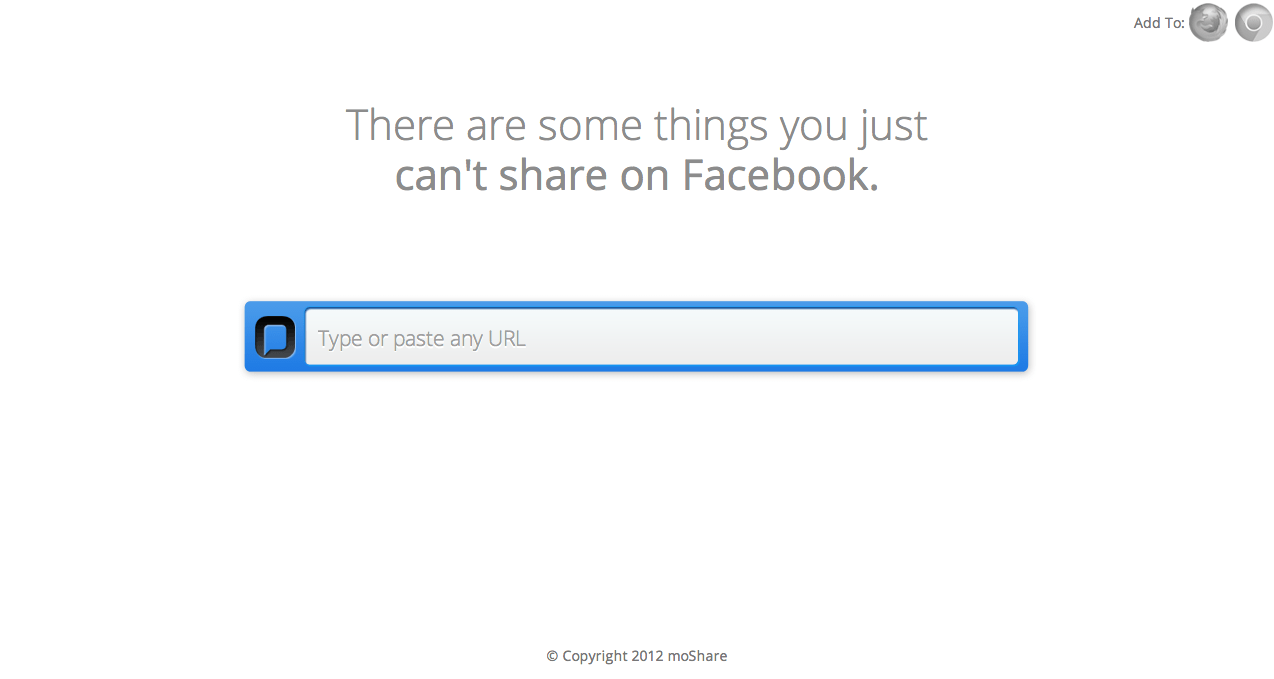 Add To:
There are some things you just
can't share on Facebook.
Type or paste any URL
© Copyright 2012 moShare